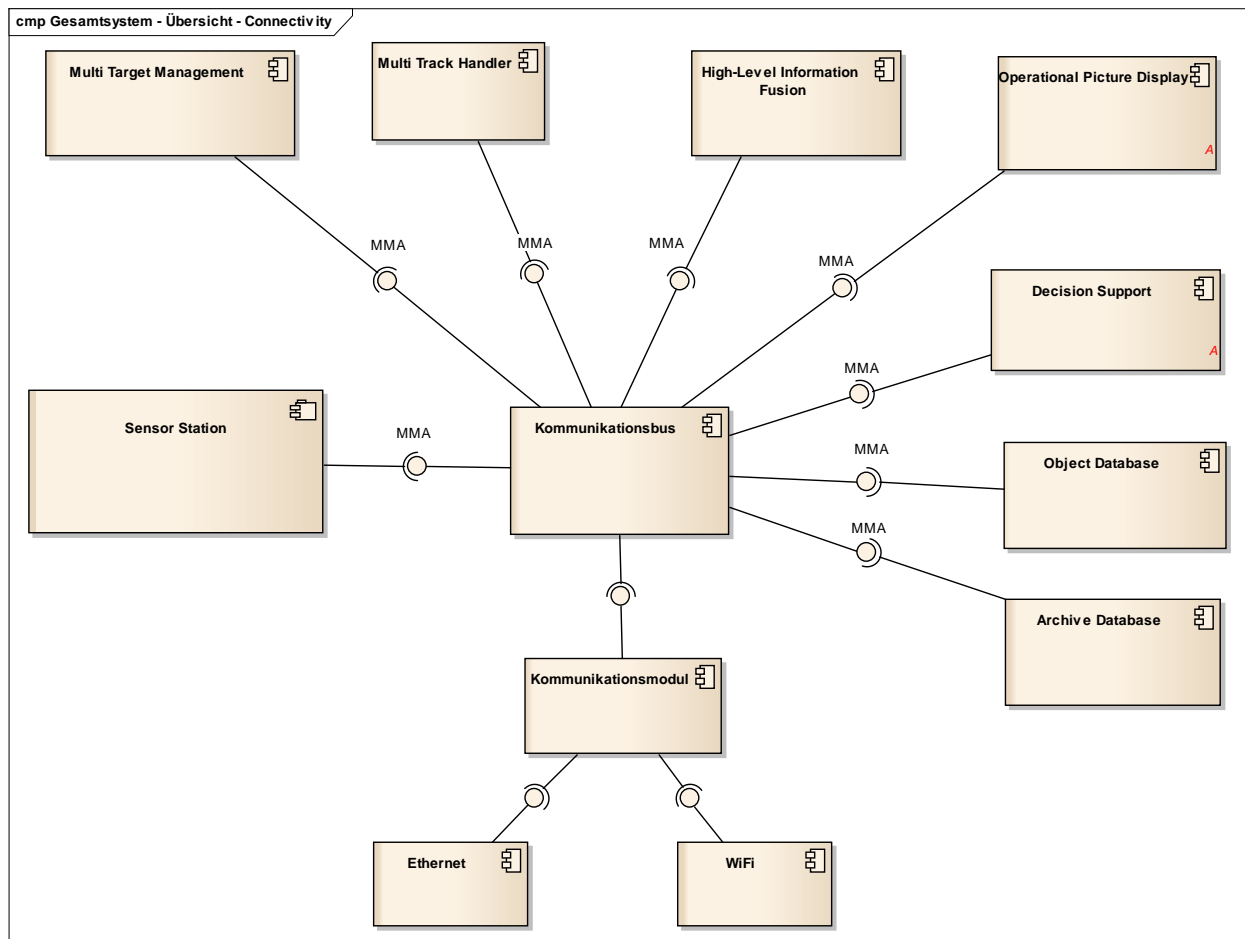 cmp Gesamtsystem - Übersicht - Connectivity
Multi Target Management
Multi Track Handler
High-Level Information
Fusion
Operational Picture Display
A
MMA
MMA
MMA
MMA
Decision Support
A
MMA
Sensor Station
MMA
Kommunikationsbus
MMA
Object Database
MMA
Archive Database
Kommunikationsmodul
Ethernet
WiFi